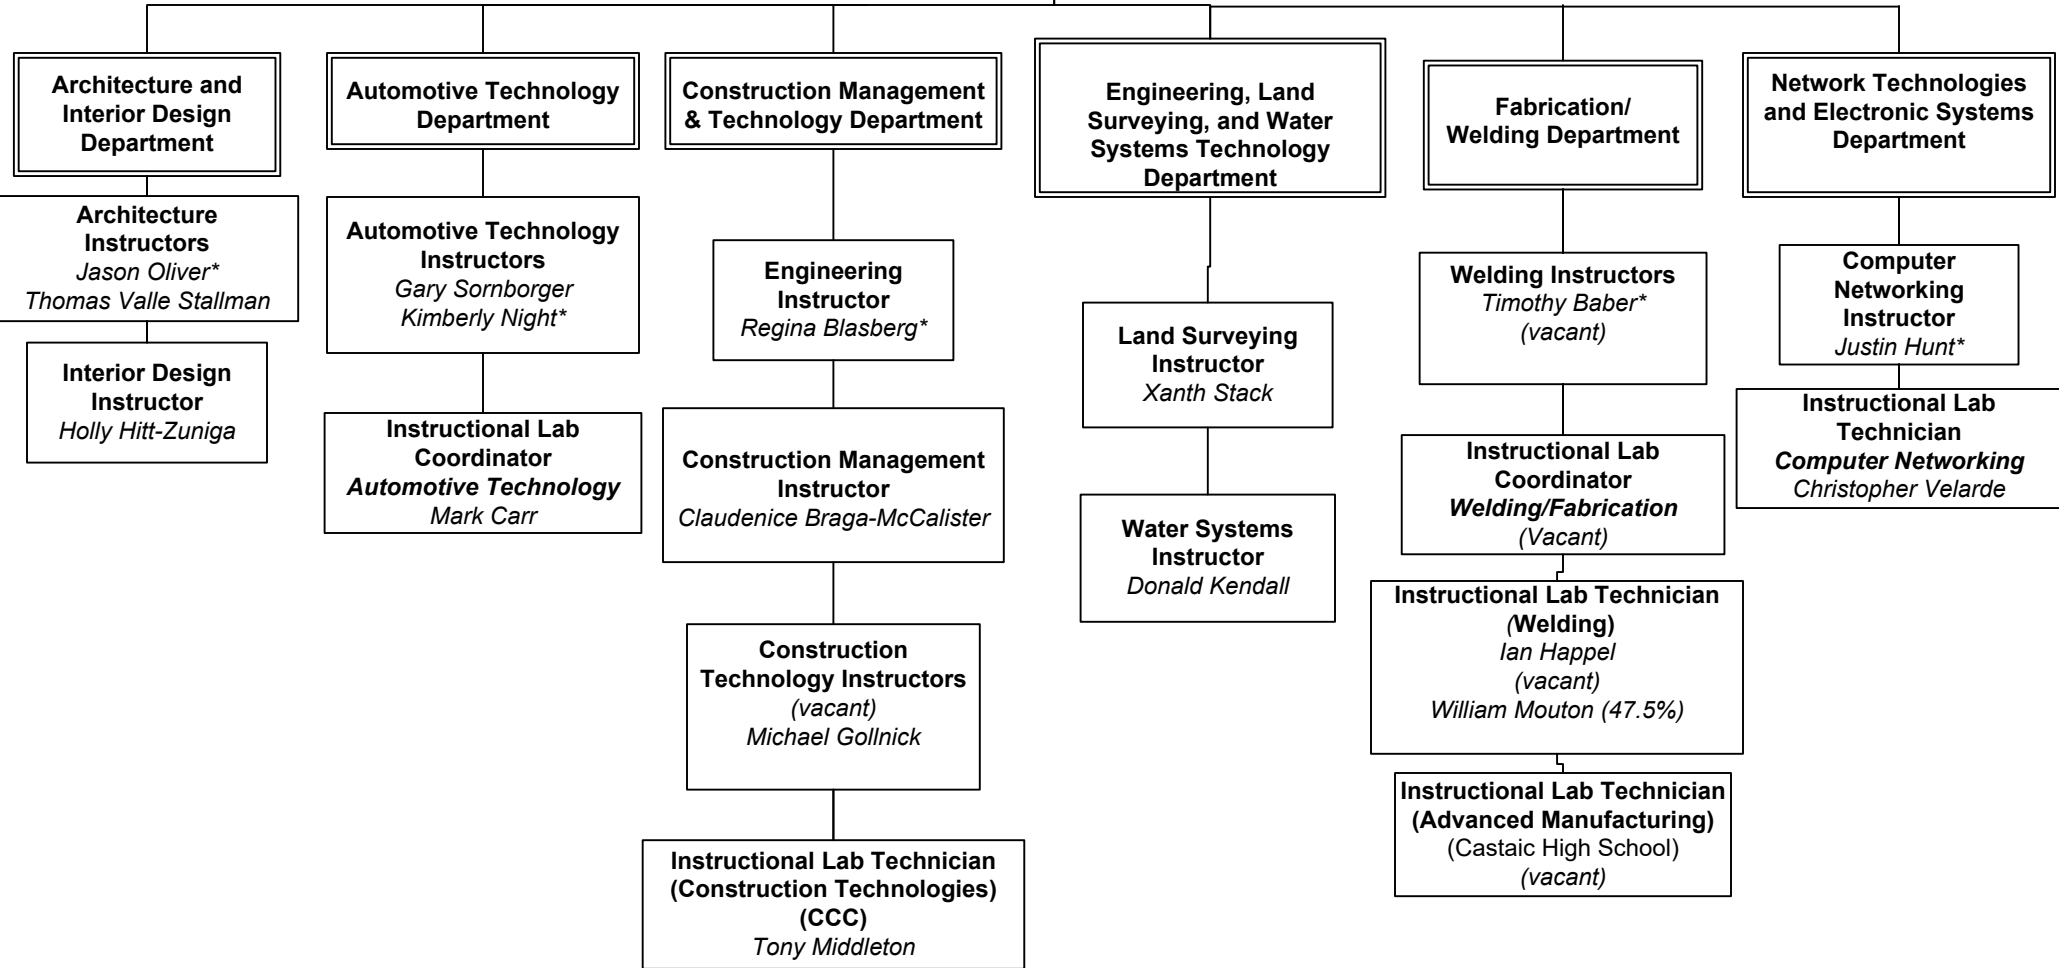 Architecture and
Interior Design
Department
Architecture
Instructors
Jason Oliver*
Thomas Valle Stallman
Interior Design
Instructor
Holly Hitt-Zuniga
Automotive Technology
Department
Automotive Technology
Instructors
Gary Sornborger
Kimberly Night*
Instructional Lab
Coordinator
Automotive Technology
Mark Carr
Construction Management
& Technology Department
Engineering
Instructor
Regina Blasberg*
Construction Management
Instructor
Claudenice Braga-McCalister
Construction
Technology Instructors
(vacant)
Michael Gollnick
Instructional Lab Technician
(Construction Technologies)
(CCC)
Tony Middleton
Engineering, Land
Surveying, and Water
Systems Technology
Department
Land Surveying
Instructor
Xanth Stack
Water Systems
Instructor
Donald Kendall
Fabrication/
Welding Department
Welding Instructors
Timothy Baber*
(vacant)
Instructional Lab
Coordinator
Welding/Fabrication
(Vacant)
Instructional Lab Technician
(Welding)
Ian Happel
(vacant)
William Mouton (47.5%)
Instructional Lab Technician
(Advanced Manufacturing)
(Castaic High School)
(vacant)
Network Technologies
and Electronic Systems
Department
Computer
Networking
Instructor
Justin Hunt*
Instructional Lab
Technician
Computer Networking
Christopher Velarde